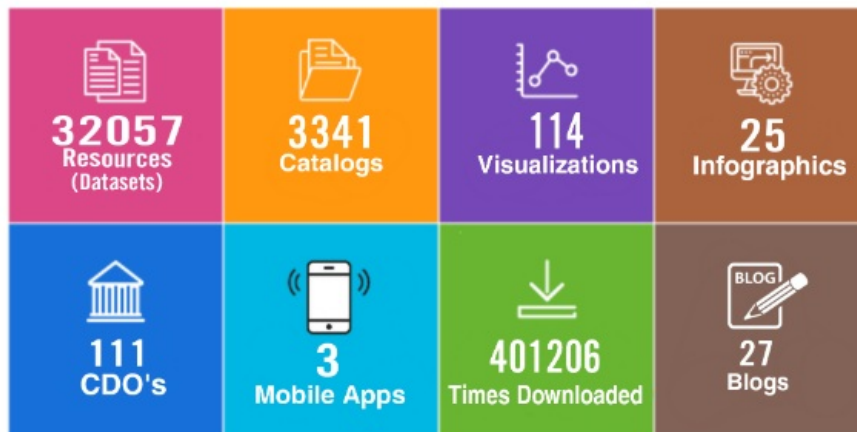 32057
Resources
(Datasets)
3341
Catalogs
114
Visualizations
25
Infographics
111
CDO's
3
Mobile Apps
401206
Times Downloaded
BLOG
27
Blogs